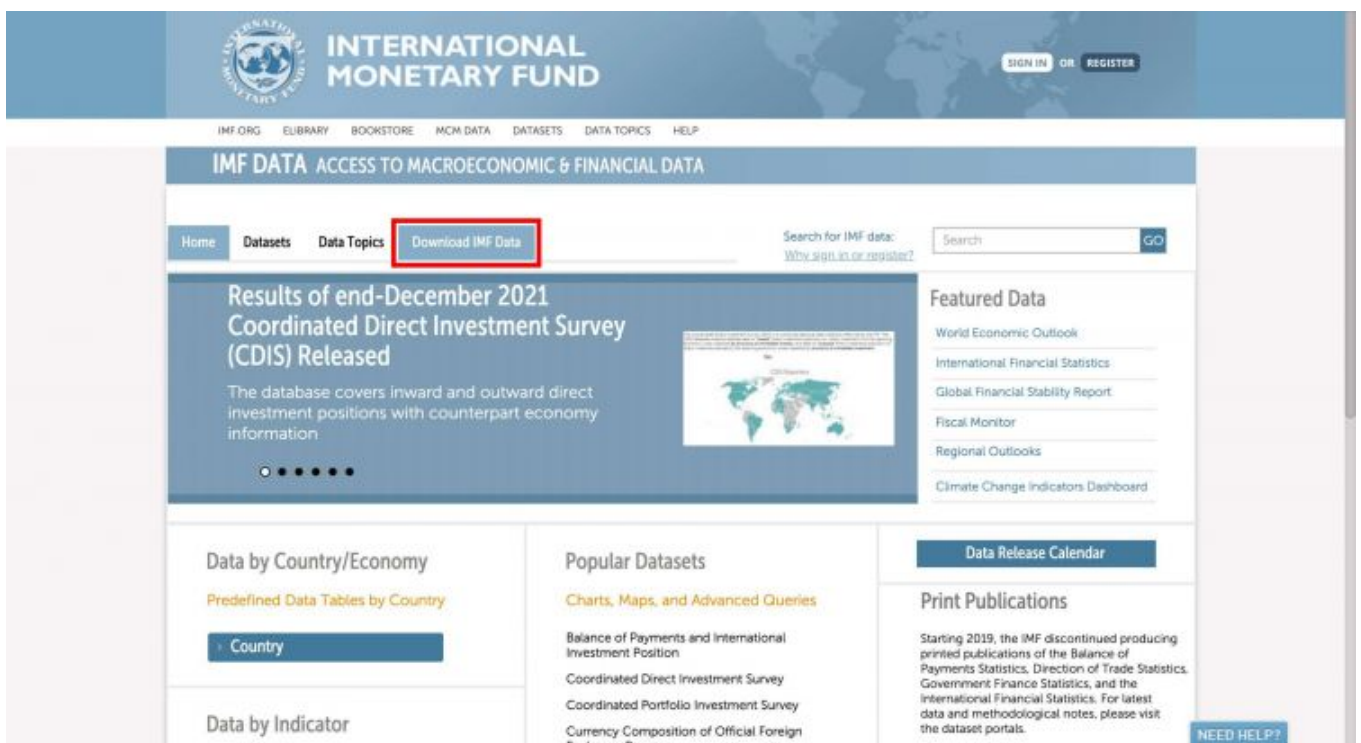 INTERNATIONAL
MONETARY FUND
SIGN IN OR REGISTER
IMF.ORG ELIBRARY BOOKSTORE MCM DATA DATASETS DATA TOPICS HELP
IMF DATA ACCESS TO MACROECONOMIC & FINANCIAL DATA
Home Datasets Data Topics Download IMF Data
Search for IMF data:
Why sign in or register?
Search GO
Results of end-December 2021
Coordinated Direct Investment Survey
(CDIS) Released
The database covers inward and outward direct
investment positions with counterpart economy
information
Featured Data
World Economic Outlook
International Financial Statistics
Global Financial Stability Report
Fiscal Monitor
Regional Outlooks
Climate Change Indicators Dashboard
Data by Country/Economy
Predefined Data Tables by Country
Country
Data by Indicator
Popular Datasets
Charts, Maps, and Advanced Queries
Balance of Payments and International
Investment Position
Coordinated Direct Investment Survey
Coordinated Portfolio Investment Survey
Currency Composition of Official Foreign
Data Release Calendar
Print Publications
Starting 2019, the IMF discontinued producing
printed publications of the Balance of
Payments Statistics, Direction of Trade Statistics,
Government Finance Statistics, and the
International Financial Statistics. For latest
data and methodological notes, please visit
the dataset portals.
NEED HELP?